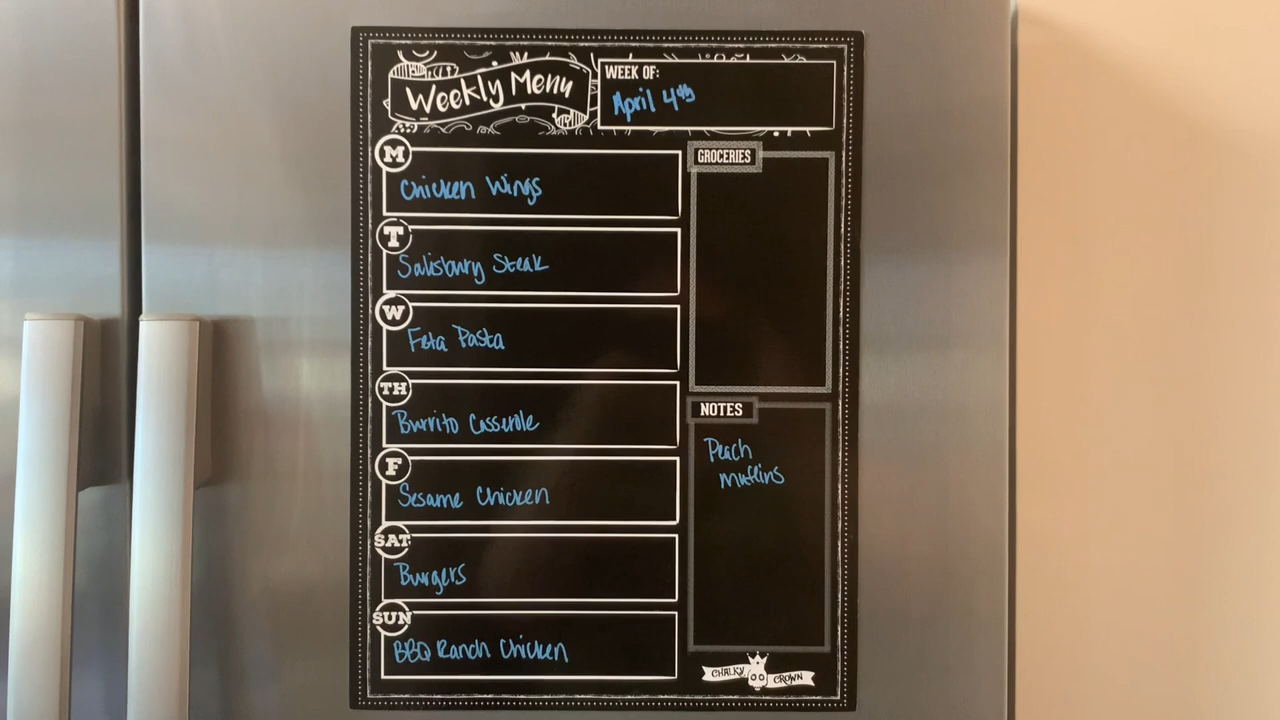 Weekly Menu
WEEK OF:
April 4th
M
Chicken Wings
T
Salisbury Steak
W
Feta Pasta
TH
Burrito Casserole
F
Sesame Chicken
SAT
Burgers
SUN
BBQ Ranch Chicken
GROCERIES
NOTES
Peach
Muffins
CHALKY CROWN